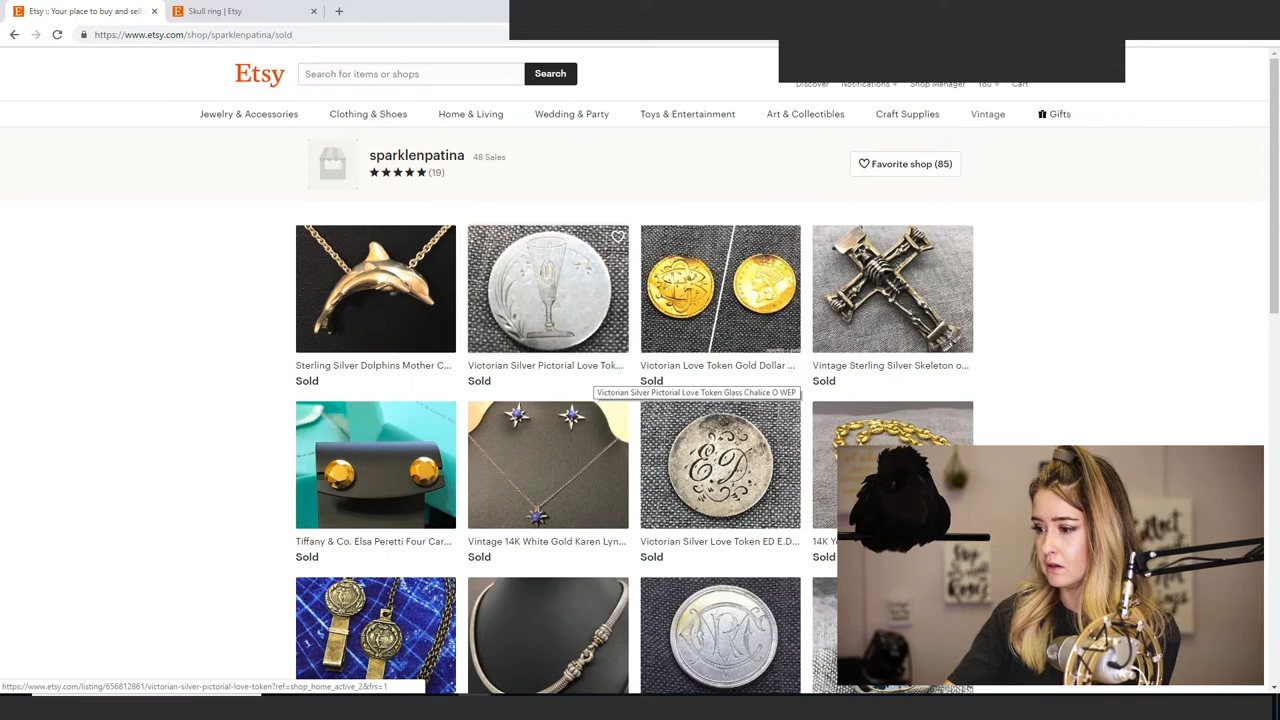 Etsy :: Your place to buy and sel
Skull ring | Etsy
https://www.etsy.com/shop/sparklenpatina/sold
Etsy
Search for items or shops
Search
Discover
Notifications
Shop Manager
You
Cart
Jewelry & Accessories
Clothing & Shoes
Home & Living
Wedding & Party
Toys & Entertainment
Art & Collectibles
Craft Supplies
Vintage
Gifts
sparklenpatina
48 Sales
(19)
Favorite shop (85)
Sterling Silver Dolphins Mother C...
Victorian Silver Pictorial Love Tok...
Victorian Love Token Gold Dollar ...
Vintage Sterling Silver Skeleton o...
Sold
Sold
Sold
Sold
Victorian Silver Pictorial Love Token Glass Chalice O WEP
ED
Tiffany & Co. Elsa Peretti Four Car...
Vintage 14K White Gold Karen Lyn...
Victorian Silver Love Token ED E.D...
14K Y
Sold
Sold
Sold
Sold
https://www.etsy.com/listing/656812861/victorian-silver-pictorial-love-token?ref=shop_home_active_2&frs=1